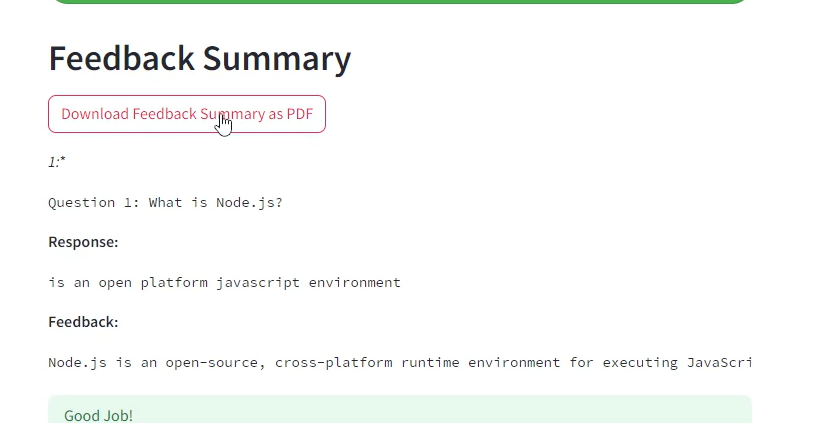 Feedback Summary
Download Feedback Summary as PDF
1:*
Question 1: What is Node.js?
Response:
is an open platform javascript environment
Feedback:
Node.js is an open-source, cross-platform runtime environment for executing JavaScri
Good Job!